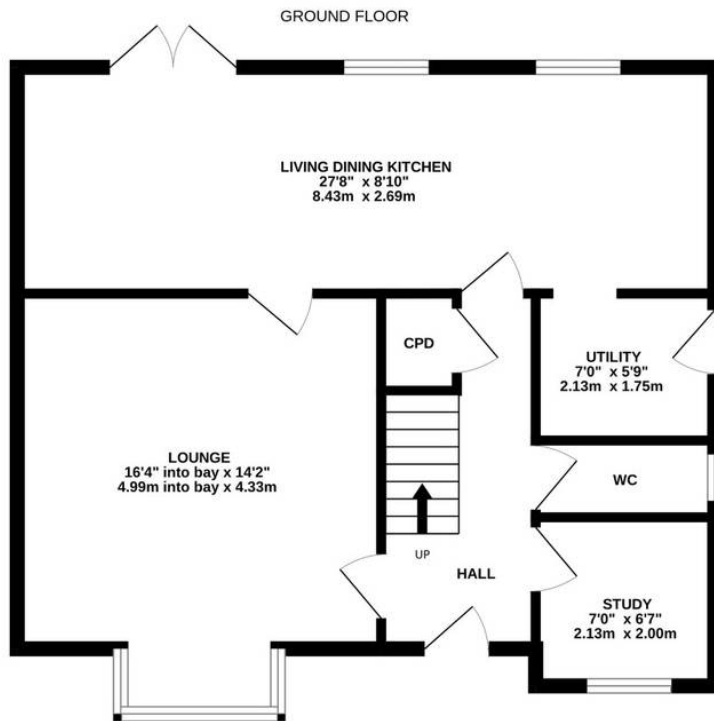 GROUND FLOOR
LIVING DINING KITCHEN
27'8" x 8'10"
8.43m x 2.69m
CPD
UTILITY
7'0" x 5'9"
2.13m x 1.75m
LOUNGE
16'4" into bay x 14'2"
4.99m into bay x 4.33m
WC
UP
HALL
STUDY
7'0" x 6'7"
2.13m x 2.00m